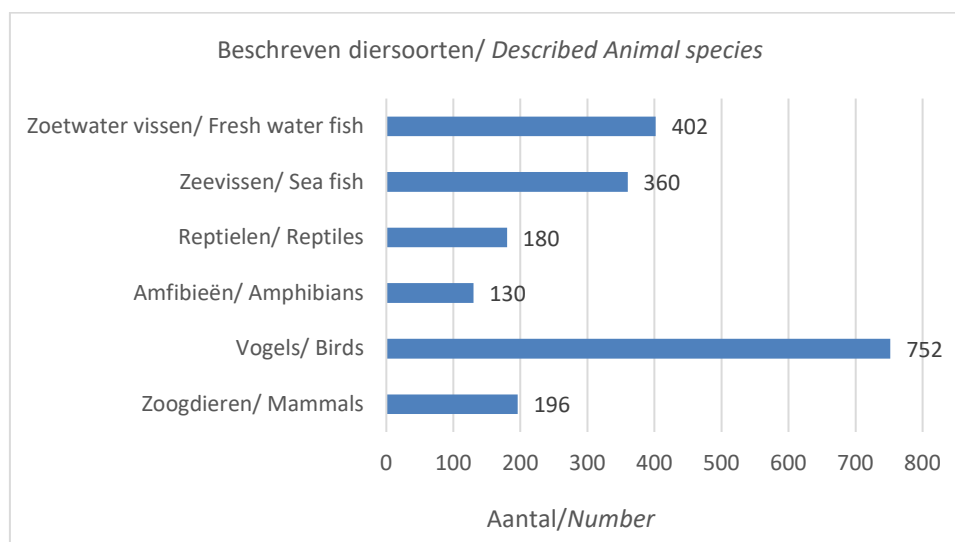 Beschreven diersoorten/ Described Animal species
Zoetwater vissen/ Fresh water fish 402
Zeevissen/ Sea fish 360
Reptielen/ Reptiles 180
Amfibieën/ Amphibians 130
Vogels/ Birds 752
Zoogdieren/ Mammals 196
0 100 200 300 400 500 600 700 800
Aantal/Number